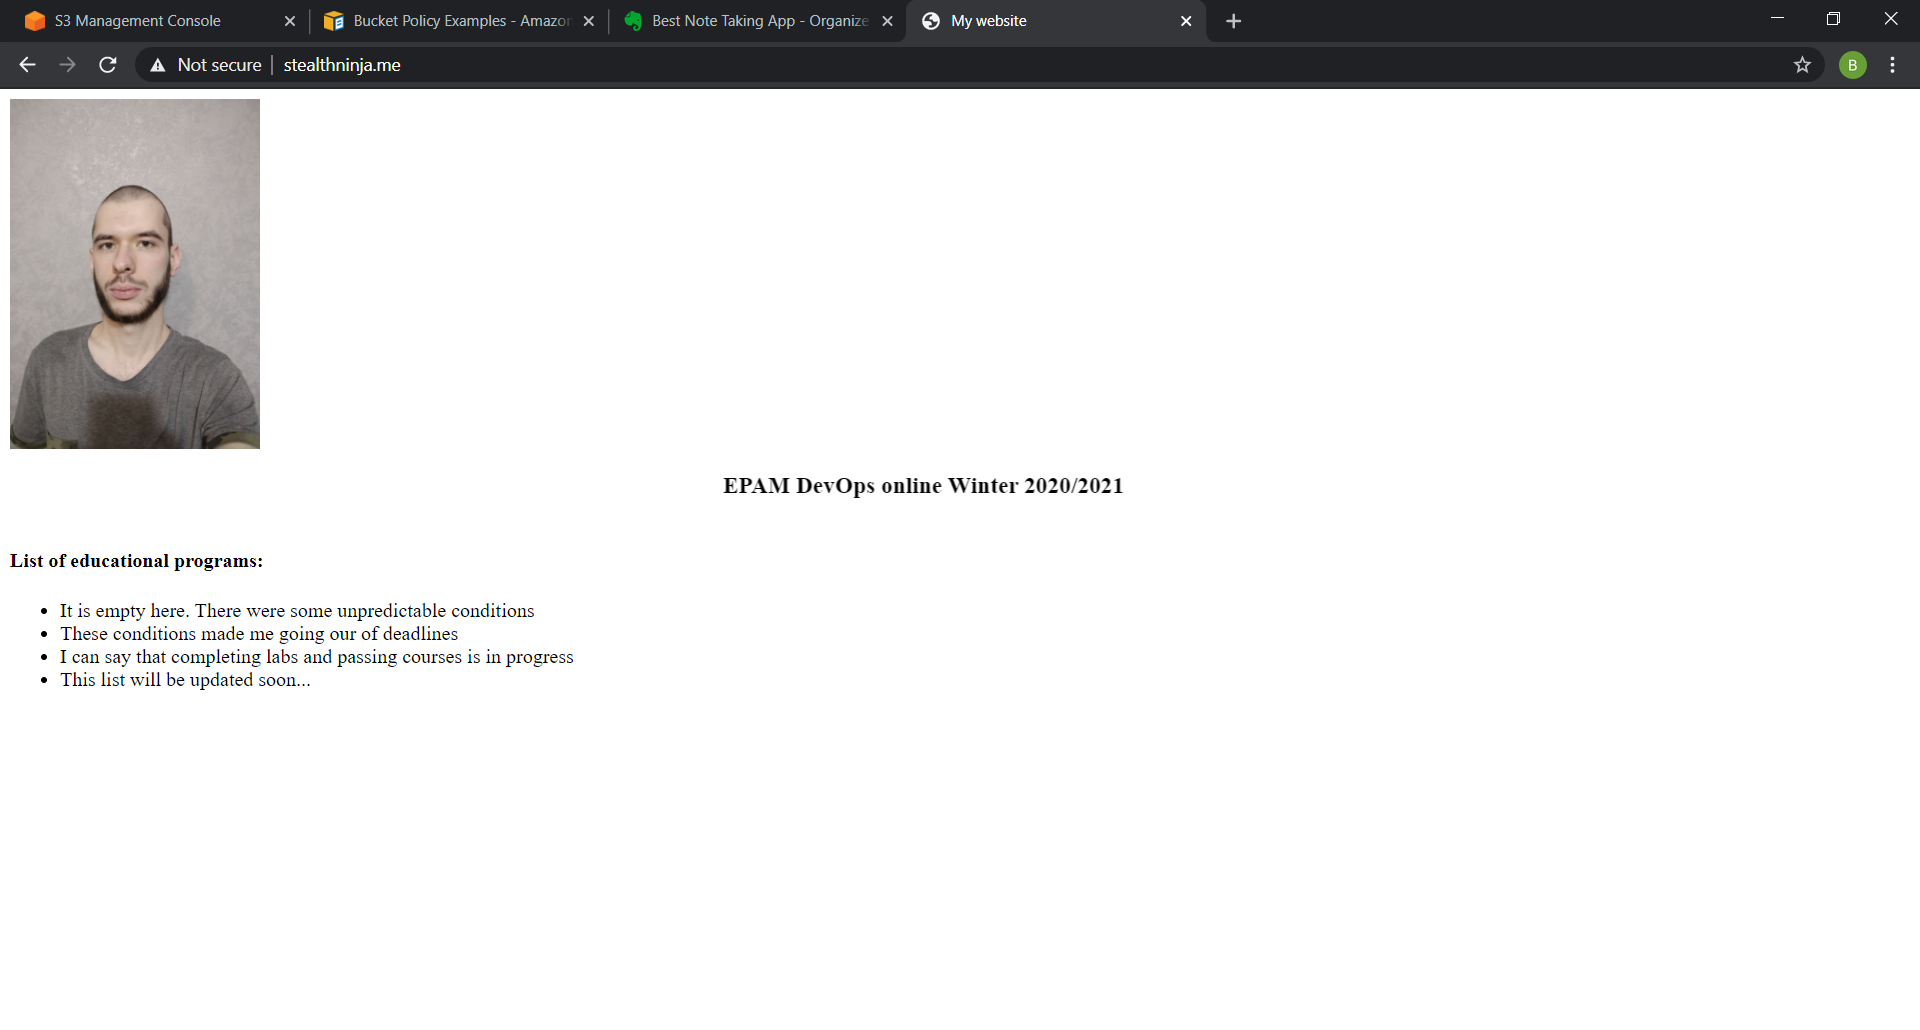 S3 Management Console
Bucket Policy Examples - Amazon
Best Note Taking App - Organize
My website
Not secure
stealthninja.me
B
EPAM DevOps online Winter 2020/2021
List of educational programs:
• It is empty here. There were some unpredictable conditions
• These conditions made me going our of deadlines
• I can say that completing labs and passing courses is in progress
• This list will be updated soon...